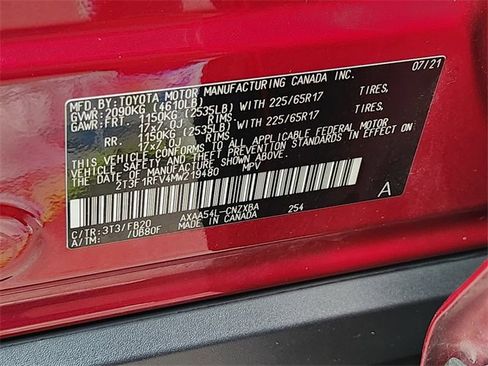 MFD. BY: TOYOTA MOTOR MANUFACTURING CANADA INC. 07/21
GVWR: 2090KG (4610LB)
GAWR: FRT. 1150KG (2535LB) WITH 225/65R17 TIRES,
17x7.0J RIMS.
RR. 1150KG (2535LB) WITH 225/65R17 TIRES,
17x7.0J RIMS.
THIS VEHICLE CONFORMS TO ALL APPLICABLE FEDERAL MOTOR
VEHICLE SAFETY AND THEFT PREVENTION STANDARDS IN EFFECT
ON THE DATE OF MANUFACTURE SHOWN ABOVE.
2T3F1RFV4MW219480 MPV
C/TR: 3T3/FB20 AXAA54L-CNZXBA 254
A/TM: /UB80F MADE IN CANADA A